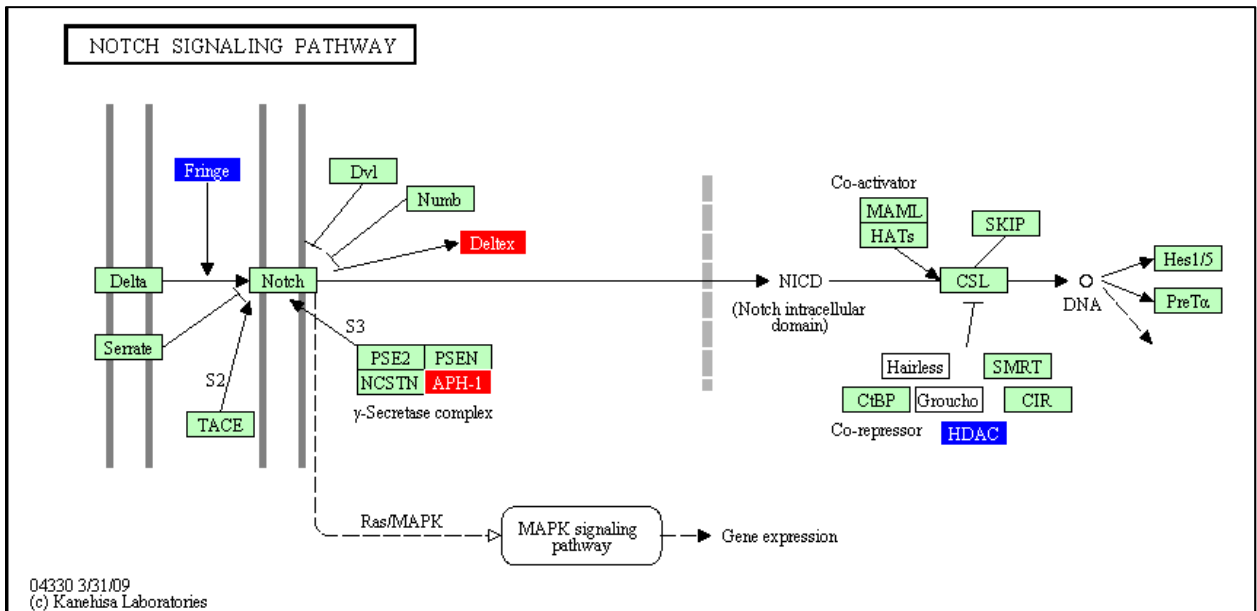 NOTCH SIGNALING PATHWAY
Fringe
Dvl
Numb
Deltex
Delta
Notch
Serrate
S2
TACE
S3
PSE2
PSEN
NCSTN
APH-1
γ-Secretase complex
NICD
(Notch intracellular
domain)
Co-activator
MAML
HATs
SKIP
CSL
DNA
Hes1/5
PreTα
Hairless
SMRT
CtBP
Groucho
CIR
Co-repressor
HDAC
Ras/MAPK
MAPK signaling
pathway
Gene expression
04330 3/31/09
(c) Kanehisa Laboratories